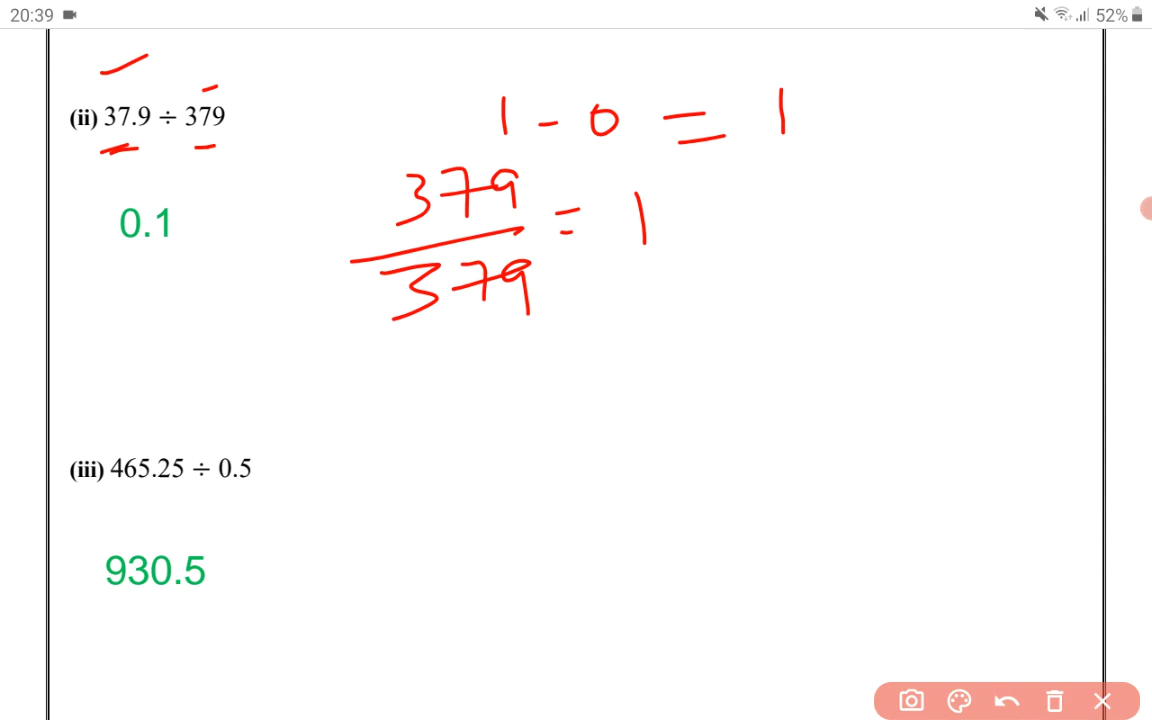 20:39 52%
(ii) 37.9 ÷ 379
1 - 0 = 1
0.1
379
379
= 1
(iii) 465.25 ÷ 0.5
930.5